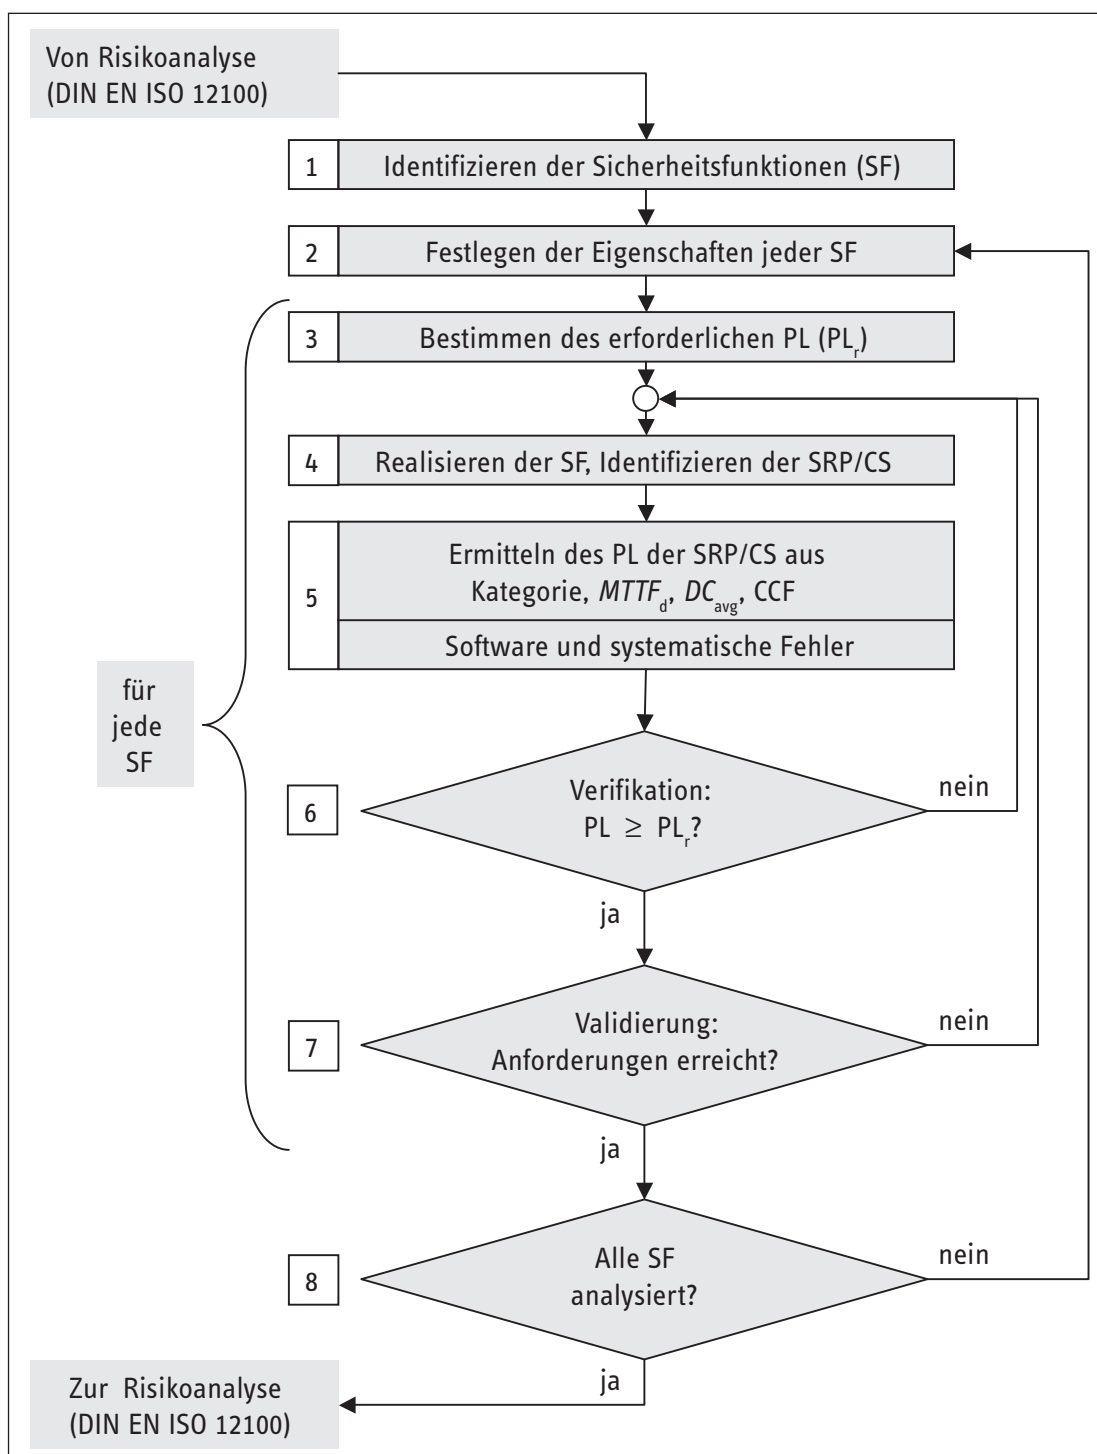 Von Risikoanalyse
(DIN EN ISO 12100)
1 Identifizieren der Sicherheitsfunktionen (SF)
2 Festlegen der Eigenschaften jeder SF
3 Bestimmen des erforderlichen PL (PLr)
4 Realisieren der SF, Identifizieren der SRP/CS
5
Ermitteln des PL der SRP/CS aus
Kategorie, MTTFd, DCavg, CCF
Software und systematische Fehler
für
jede
SF
6
Verifikation:
PL ≥ PLr?
nein
ja
7
Validierung:
Anforderungen erreicht?
nein
ja
8
Alle SF
analysiert?
nein
ja
Zur Risikoanalyse
(DIN EN ISO 12100)